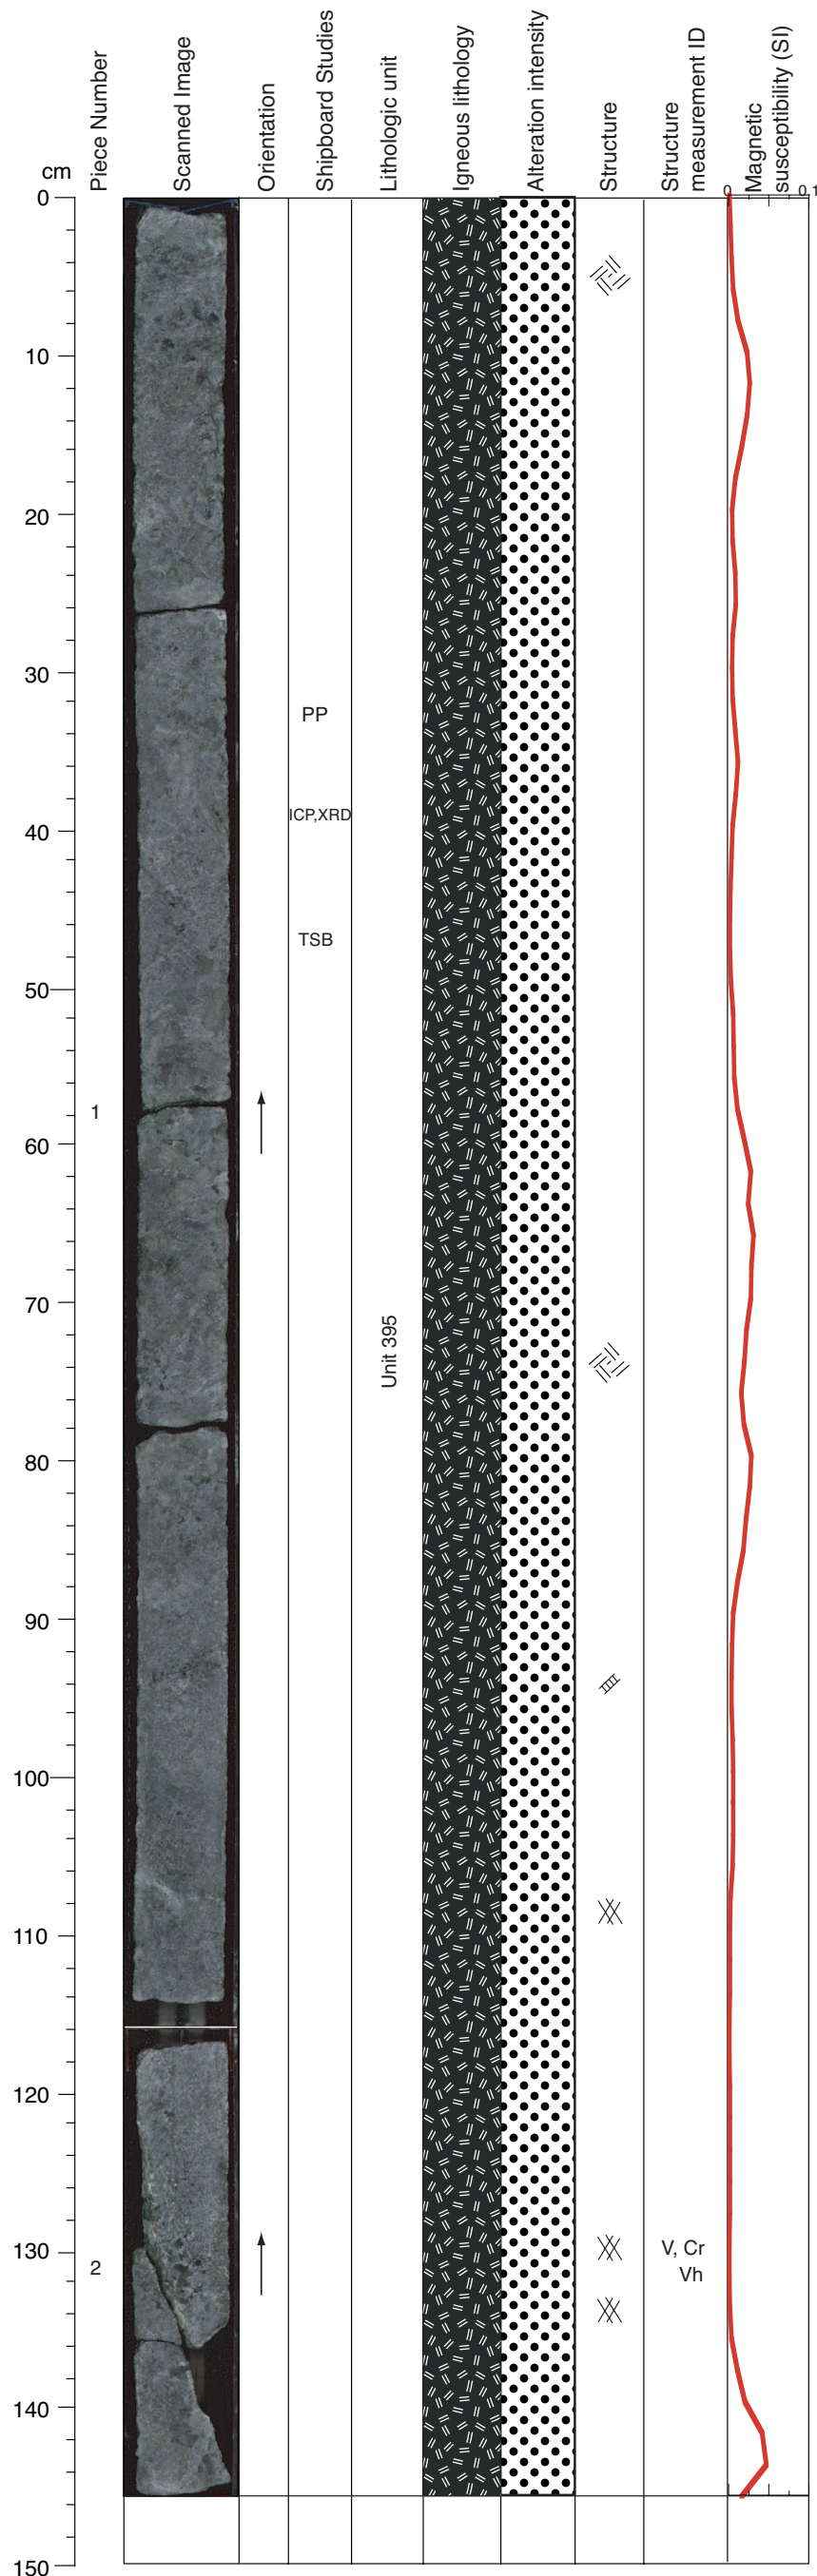 cm
Piece Number
Scanned Image
Orientation
Shipboard Studies
Lithologic unit
Igneous lithology
Alteration intensity
Structure
Structure
measurement ID
Magnetic
susceptibility (SI)
0 0.1
0
10
20
30
PP
ICP,XRD
40
TSB
50
1
60
70
Unit 395
80
90
100
110
120
130
V, Cr
2
Vh
140
150